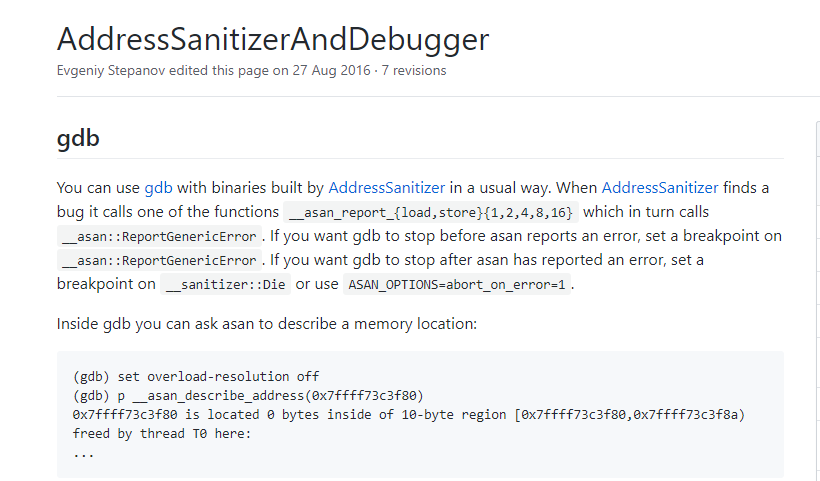 AddressSanitizerAndDebugger
Evgeniy Stepanov edited this page on 27 Aug 2016 · 7 revisions
gdb
You can use gdb with binaries built by AddressSanitizer in a usual way. When AddressSanitizer finds a
bug it calls one of the functions __asan_report_{load,store}{1,2,4,8,16} which in turn calls
__asan::ReportGenericError. If you want gdb to stop before asan reports an error, set a breakpoint on
__asan::ReportGenericError. If you want gdb to stop after asan has reported an error, set a
breakpoint on __sanitizer::Die or use ASAN_OPTIONS=abort_on_error=1.
Inside gdb you can ask asan to describe a memory location:
(gdb) set overload-resolution off
(gdb) p __asan_describe_address(0x7ffff73c3f80)
0x7ffff73c3f80 is located 0 bytes inside of 10-byte region [0x7ffff73c3f80,0x7ffff73c3f8a)
freed by thread T0 here:
...